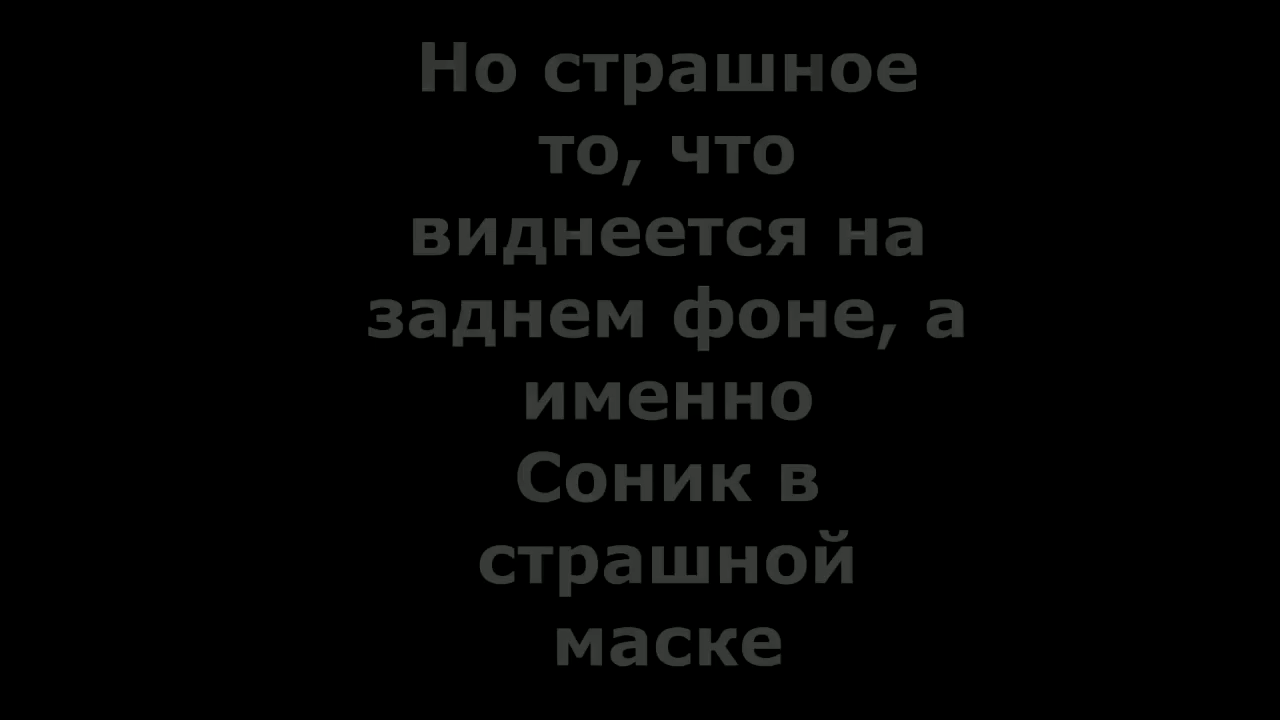 Но страшное
то, что
виднеется на
заднем фоне, а
именно
Соник в
страшной
маске